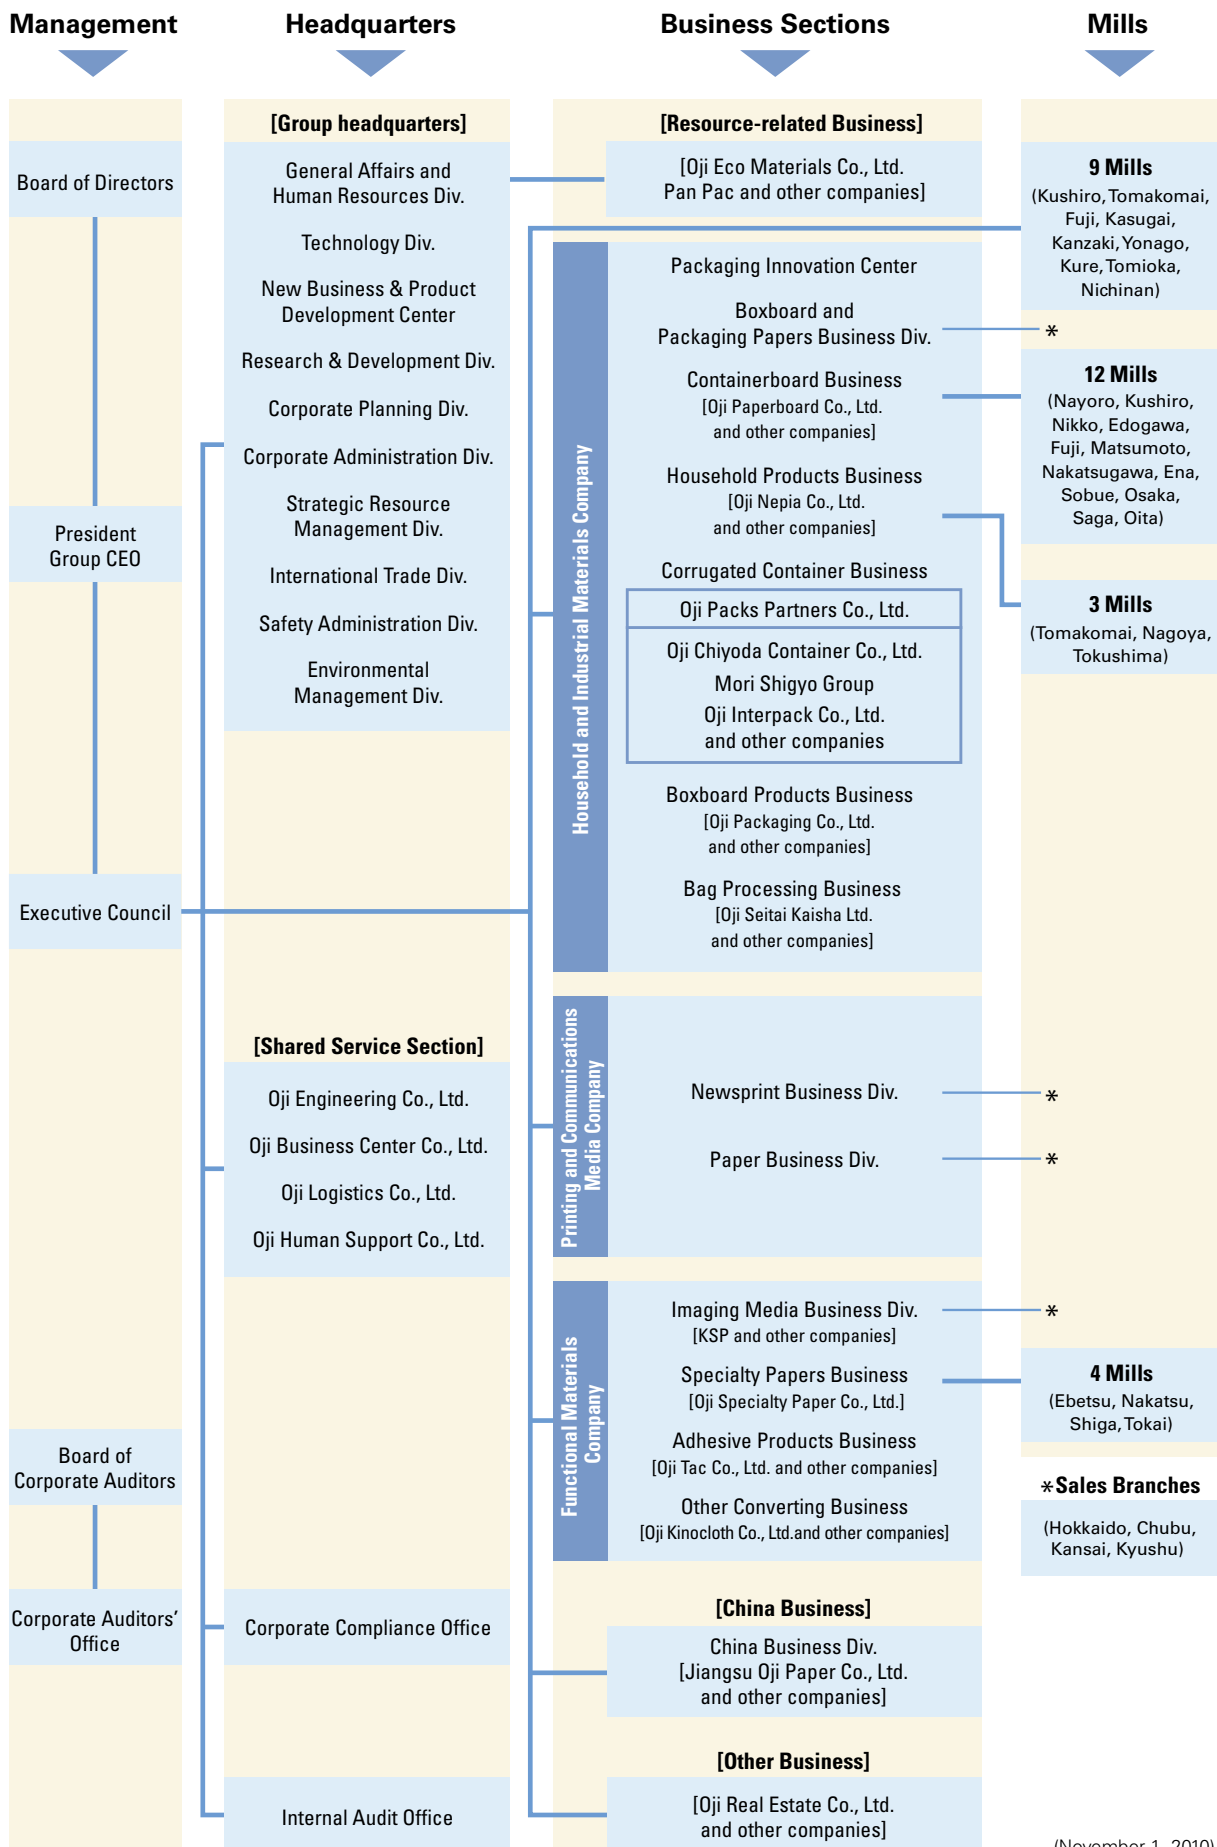 Management
Headquarters
Business Sections
Mills
Board of Directors
President
Group CEO
Executive Council
Board of
Corporate Auditors
Corporate Auditors’
Office
[Group headquarters]
General Affairs and
Human Resources Div.
Technology Div.
New Business & Product
Development Center
Research & Development Div.
Corporate Planning Div.
Corporate Administration Div.
Strategic Resource
Management Div.
International Trade Div.
Safety Administration Div.
Environmental
Management Div.
[Shared Service Section]
Oji Engineering Co., Ltd.
Oji Business Center Co., Ltd.
Oji Logistics Co., Ltd.
Oji Human Support Co., Ltd.
Corporate Compliance Office
Internal Audit Office
[Resource-related Business]
[Oji Eco Materials Co., Ltd.
Pan Pac and other companies]
Household and Industrial Materials Company
Packaging Innovation Center
Boxboard and
Packaging Papers Business Div.
Containerboard Business
[Oji Paperboard Co., Ltd.
and other companies]
Household Products Business
[Oji Nepia Co., Ltd.
and other companies]
Corrugated Container Business
Oji Packs Partners Co., Ltd.
Oji Chiyoda Container Co., Ltd.
Mori Shigyo Group
Oji Interpack Co., Ltd.
and other companies
Boxboard Products Business
[Oji Packaging Co., Ltd.
and other companies]
Bag Processing Business
[Oji Seitai Kaisha Ltd.
and other companies]
Printing and Communications
Media Company
Newsprint Business Div.
Paper Business Div.
Functional Materials
Company
Imaging Media Business Div.
[KSP and other companies]
Specialty Papers Business
[Oji Specialty Paper Co., Ltd.]
Adhesive Products Business
[Oji Tac Co., Ltd. and other companies]
Other Converting Business
[Oji Kinocloth Co., Ltd.and other companies]
[China Business]
China Business Div.
[Jiangsu Oji Paper Co., Ltd.
and other companies]
[Other Business]
[Oji Real Estate Co., Ltd.
and other companies]
9 Mills
(Kushiro, Tomakomai,
Fuji, Kasugai,
Kanzaki, Yonago,
Kure, Tomioka,
Nichinan)
*
12 Mills
(Nayoro, Kushiro,
Nikko, Edogawa,
Fuji, Matsumoto,
Nakatsugawa, Ena,
Sobue, Osaka,
Saga, Oita)
3 Mills
(Tomakomai, Nagoya,
Tokushima)
*
*
*
4 Mills
(Ebetsu, Nakatsu,
Shiga, Tokai)
*Sales Branches
(Hokkaido, Chubu,
Kansai, Kyushu)
(November 1, 2010)